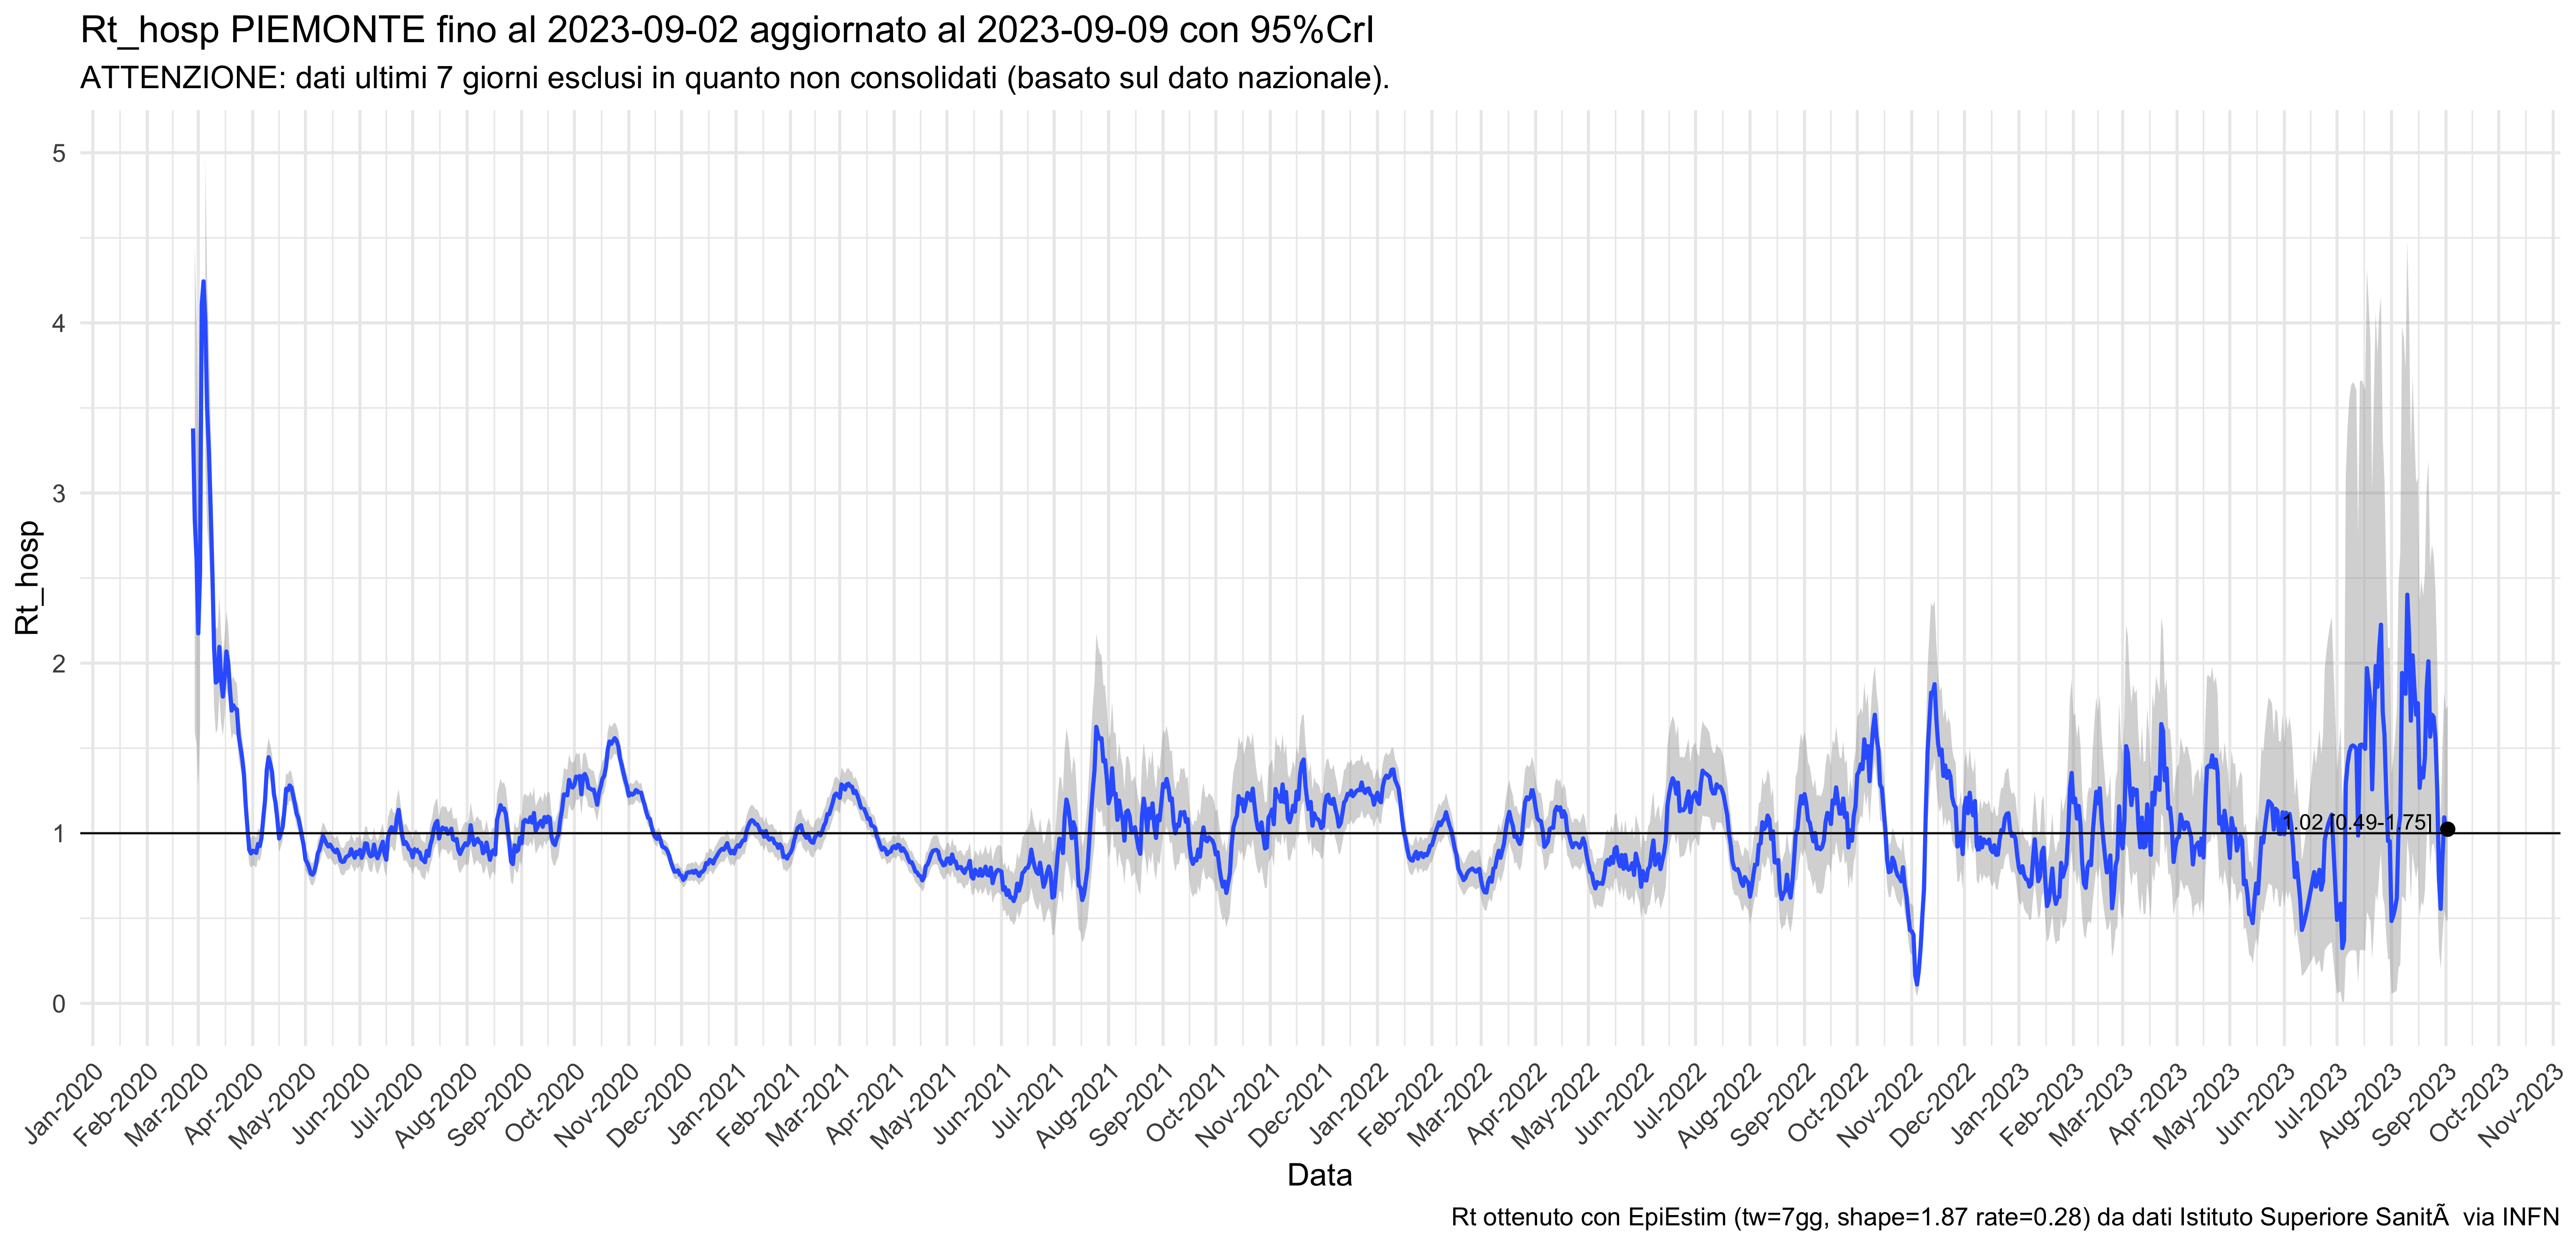 Rt_hosp PIEMONTE fino al 2023-09-02 aggiornato al 2023-09-09 con 95%CrI
ATTENZIONE: dati ultimi 7 giorni esclusi in quanto non consolidati (basato sul dato nazionale).
5
4
3
2
1
0
Rt_hosp
1.02 [0.49-1.75]
Jan-2020
Feb-2020
Mar-2020
Apr-2020
May-2020
Jun-2020
Jul-2020
Aug-2020
Sep-2020
Oct-2020
Nov-2020
Dec-2020
Jan-2021
Feb-2021
Mar-2021
Apr-2021
May-2021
Jun-2021
Jul-2021
Aug-2021
Sep-2021
Oct-2021
Nov-2021
Dec-2021
Jan-2022
Feb-2022
Mar-2022
Apr-2022
May-2022
Jun-2022
Jul-2022
Aug-2022
Sep-2022
Oct-2022
Nov-2022
Dec-2022
Jan-2023
Feb-2023
Mar-2023
Apr-2023
May-2023
Jun-2023
Jul-2023
Aug-2023
Sep-2023
Oct-2023
Nov-2023
Data
Rt ottenuto con EpiEstim (tw=7gg, shape=1.87 rate=0.28) da dati Istituto Superiore SanitÃ  via INFN